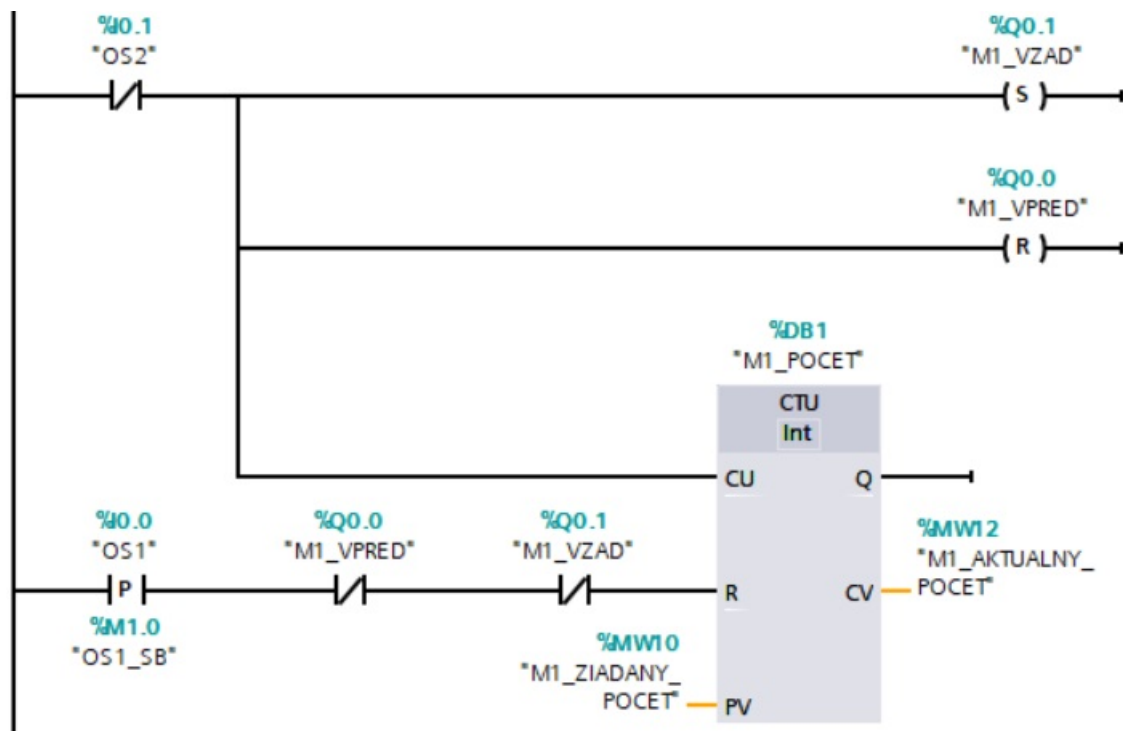 %I0.1
"OS2"
%Q0.1
"M1_VZAD"
S
%Q0.0
"M1_VPRED"
R
%DB1
"M1_POCET"
CTU
Int
CU
Q
%I0.0
"OS1"
P
%M1.0
"OS1_SB"
%Q0.0
"M1_VPRED"
%Q0.1
"M1_VZAD"
R
CV
%MW12
"M1_AKTUALNY_
POCET"
%MW10
"M1_ZIADANY_
POCET"
PV